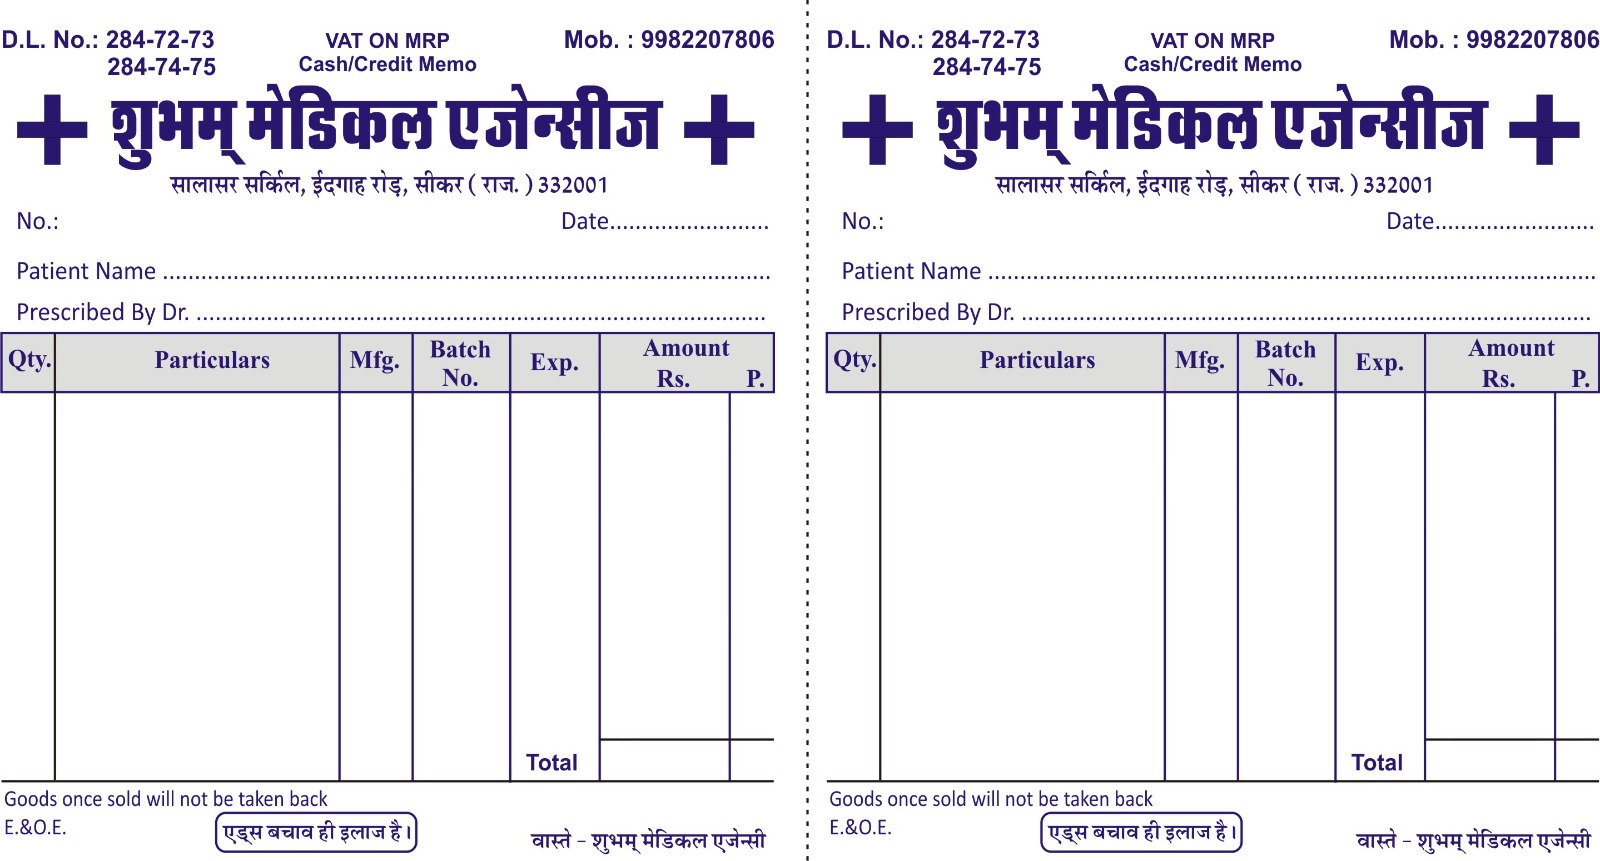 D.L. No.: 284-72-73 VAT ON MRP Mob. : 9982207806
284-74-75 Cash/Credit Memo
शुभम् मेडिकल एजेन्सीज
सालासर सर्किल, ईदगाह रोड़, सीकर ( राज. ) 332001
No.: Date.........................
Patient Name ................................................................................................
Prescribed By Dr. ..........................................................................................
Qty. Particulars Mfg. Batch No. Exp. Amount
Rs. P.
Total
Goods once sold will not be taken back
E.&O.E. एड्स बचाव ही इलाज है। वास्ते - शुभम् मेडिकल एजेन्सी
D.L. No.: 284-72-73 VAT ON MRP Mob. : 9982207806
284-74-75 Cash/Credit Memo
शुभम् मेडिकल एजेन्सीज
सालासर सर्किल, ईदगाह रोड़, सीकर ( राज. ) 332001
No.: Date.........................
Patient Name ................................................................................................
Prescribed By Dr. ..........................................................................................
Qty. Particulars Mfg. Batch No. Exp. Amount
Rs. P.
Total
Goods once sold will not be taken back
E.&O.E. एड्स बचाव ही इलाज है। वास्ते - शुभम् मेडिकल एजेन्सी